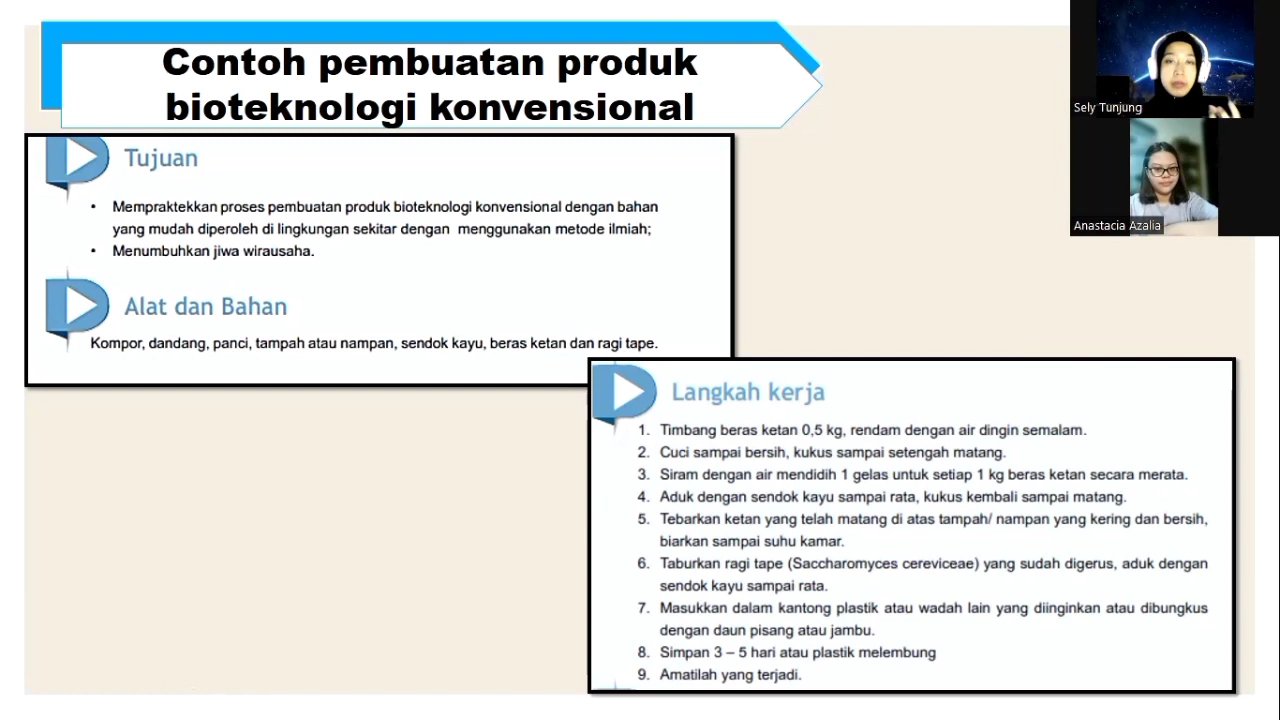 Contoh pembuatan produk
bioteknologi konvensional
Tujuan
• Mempraktekkan proses pembuatan produk bioteknologi konvensional dengan bahan
yang mudah diperoleh di lingkungan sekitar dengan menggunakan metode ilmiah;
• Menumbuhkan jiwa wirausaha.
Alat dan Bahan
Kompor, dandang, panci, tampah atau nampan, sendok kayu, beras ketan dan ragi tape.
Langkah kerja
1. Timbang beras ketan 0,5 kg, rendam dengan air dingin semalam.
2. Cuci sampai bersih, kukus sampai setengah matang.
3. Siram dengan air mendidih 1 gelas untuk setiap 1 kg beras ketan secara merata.
4. Aduk dengan sendok kayu sampai rata, kukus kembali sampai matang.
5. Tebarkan ketan yang telah matang di atas tampah/ nampan yang kering dan bersih,
biarkan sampai suhu kamar.
6. Taburkan ragi tape (Saccharomyces cereviceae) yang sudah digerus, aduk dengan
sendok kayu sampai rata.
7. Masukkan dalam kantong plastik atau wadah lain yang diinginkan atau dibungkus
dengan daun pisang atau jambu.
8. Simpan 3 – 5 hari atau plastik melembung
9. Amatilah yang terjadi.
Sely Tunjung
Anastacia Azalia